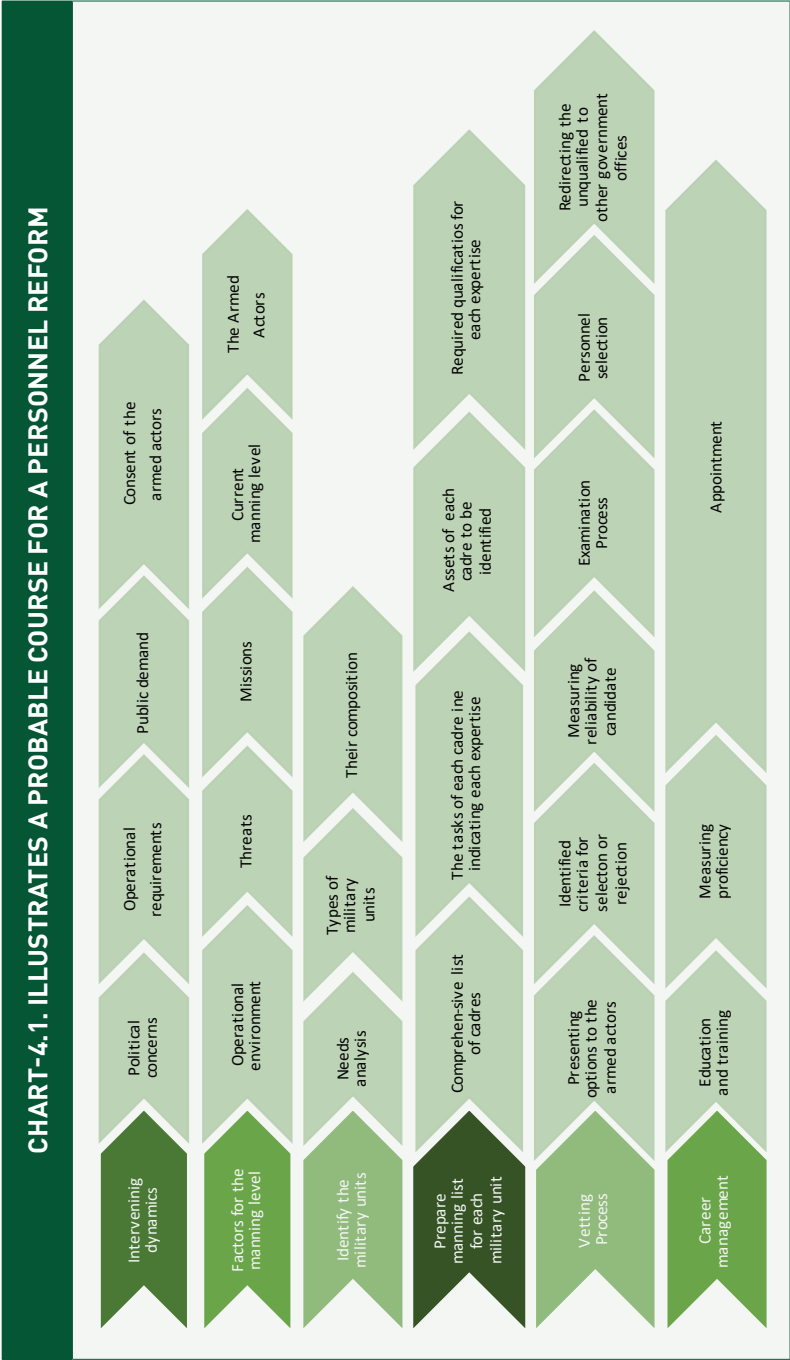 CHART-4.1. ILLUSTRATES A PROBABLE COURSE FOR A PERSONNEL REFORM
Intervening
dynamics
Political
concerns
Operational
requirements
Public demand
Consent of the
armed actors
Factors for the
manning level
Operational
environment
Threats
Missions
Current
manning level
The Armed
Actors
Identify the
military units
Needs
analysis
Types of
military
units
Their composition
Prepare
manning list
for each
military unit
Comprehen-sive list
of cadres
The tasks of each cadre ine
indicating each expertise
Assets of each
cadre to be
identified
Required qualificatios for
each expertise
Vetting
Process
Presenting
options to the
armed actors
Identified
criteria for
selecton or
rejection
Measuring
reliability of
candidate
Examination
Process
Personnel
selection
Redirecting the
unqualified to
other government
offices
Career
management
Education
and training
Measuring
proficiency
Appointment